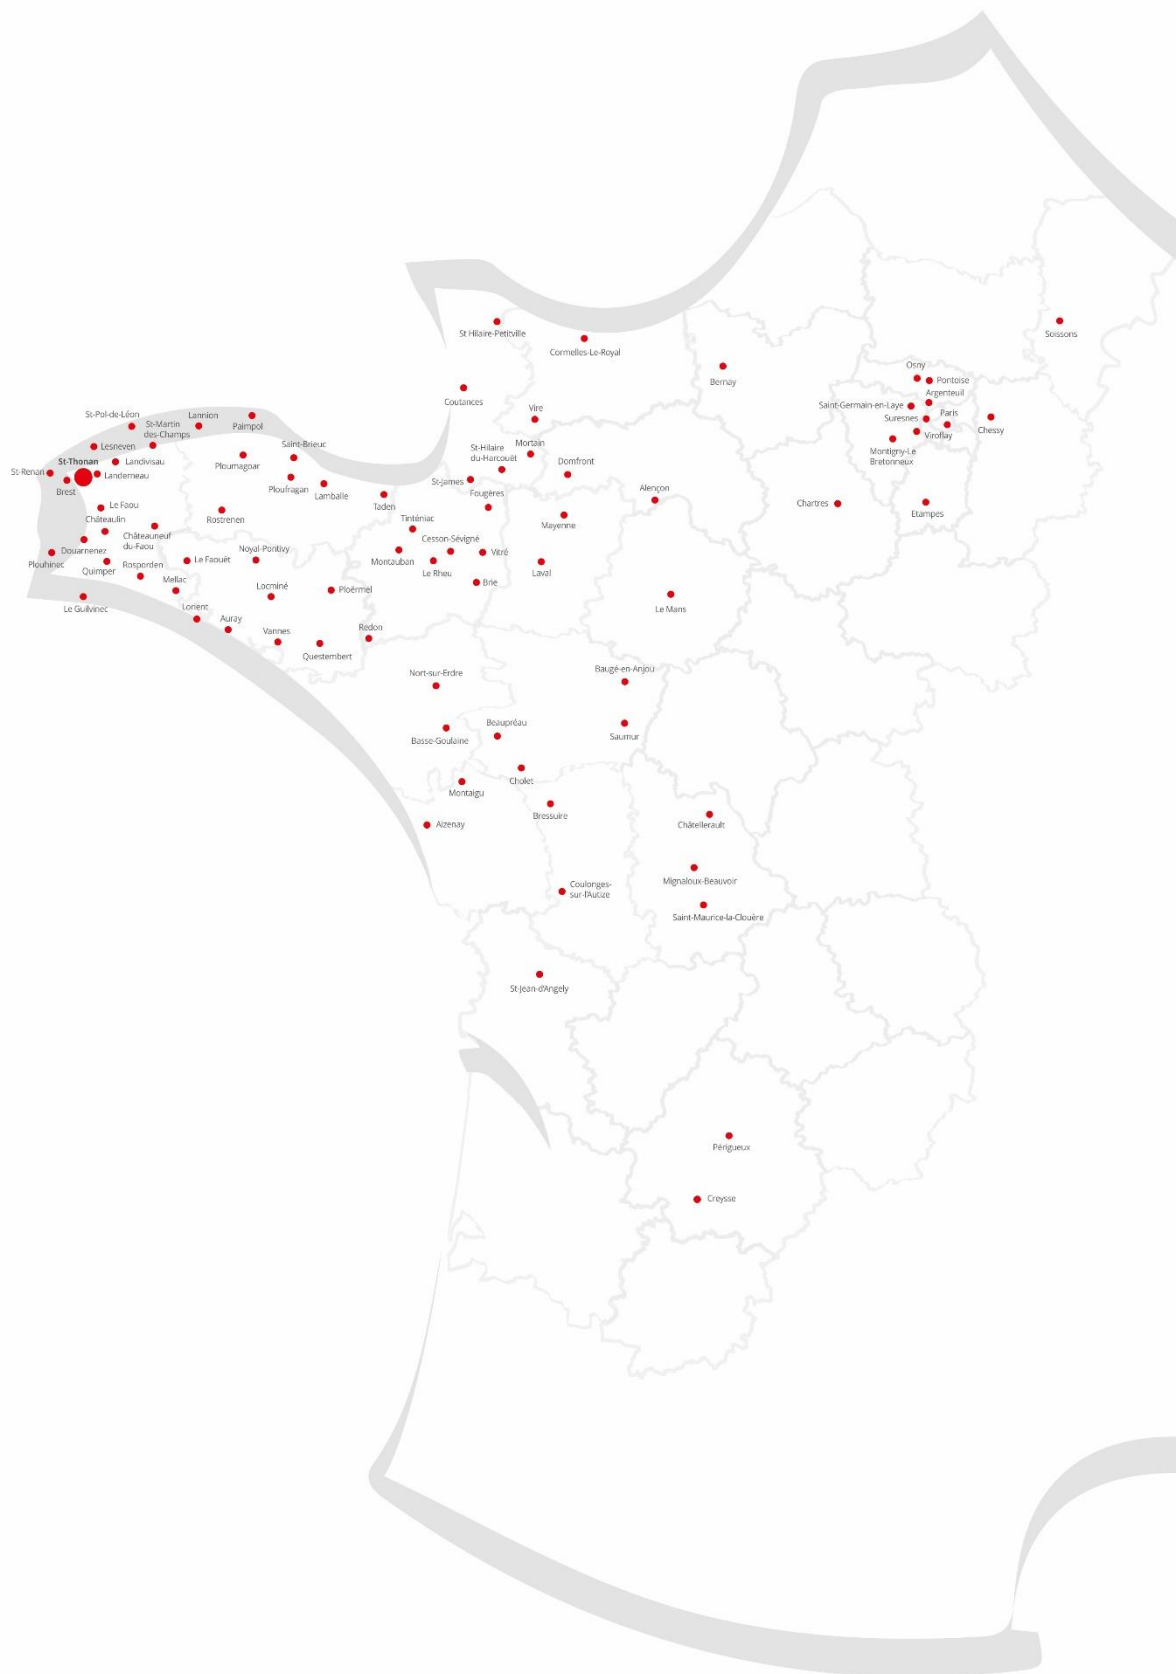 St Hilaire-Petitville
Cormelles-Le-Royal
Soissons
Bernay
Osny
Pontoise
Argenteuil
Saint-Germain-en-Laye
Paris
Suresnes
Chessy
Viroflay
Montigny-Le
Bretonneux
Coutances
Vire
St-Pol-de-Léon
Lannion
St-Martin
des-Champs
Paimpol
Lesneven
Saint-Brieuc
St-Hilaire
du-Harcouët
Mortain
St-Thonan
Landivisau
Ploumagoar
Domfront
St-Renan
Landerneau
Brest
Ploufragan
Lamballe
St-James
Fougères
Alençon
Taden
Chartres
Etampes
Le Faou
Châteaulin
Rostrenen
Tinténiac
Mayenne
Châteauneuf
du-Faou
Cesson-Sévigné
Douarnenez
Noyal-Pontivy
Vitré
Plouhinec
Le Faouët
Montauban
Quimper
Rosporden
Le Rheu
Laval
Mellac
Locminé
Ploërmel
Brie
Le Guilvinec
Lorient
Le Mans
Auray
Vannes
Redon
Questembert
Nort-sur-Erdre
Baugé-en-Anjou
Beaupréau
Basse-Goulaine
Saumur
Cholet
Montaigu
Bressuire
Aizenay
Châtellerault
Coulonges-
sur-l'Autize
Mignaloux-Beauvoir
Saint-Maurice-la-Clouère
St-Jean-d'Angely
Périgueux
Creysse